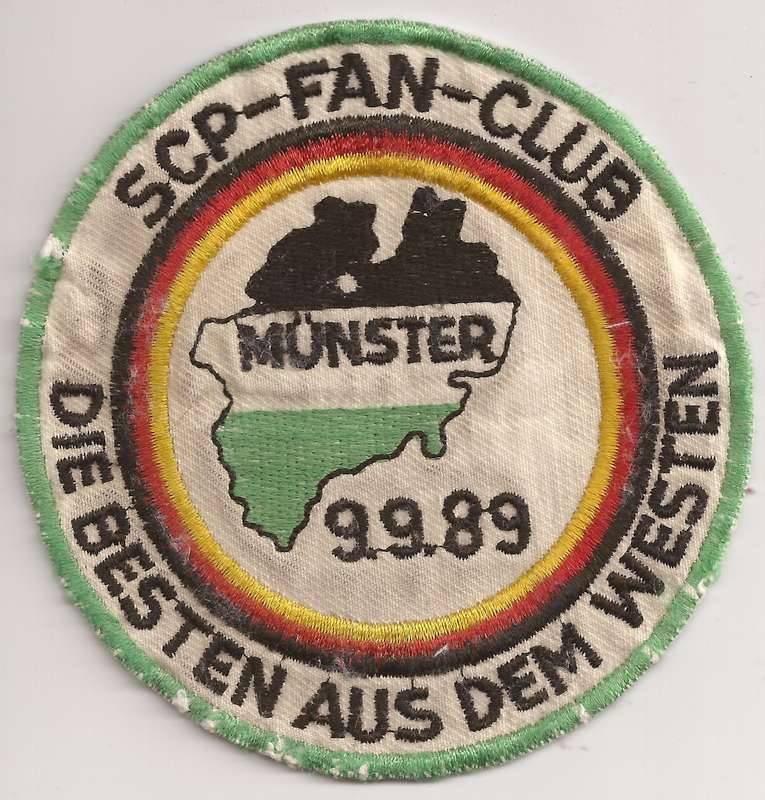 SCP-FAN-CLUB
MÜNSTER
9.9.89
DIE BESTEN AUS DEM WESTEN